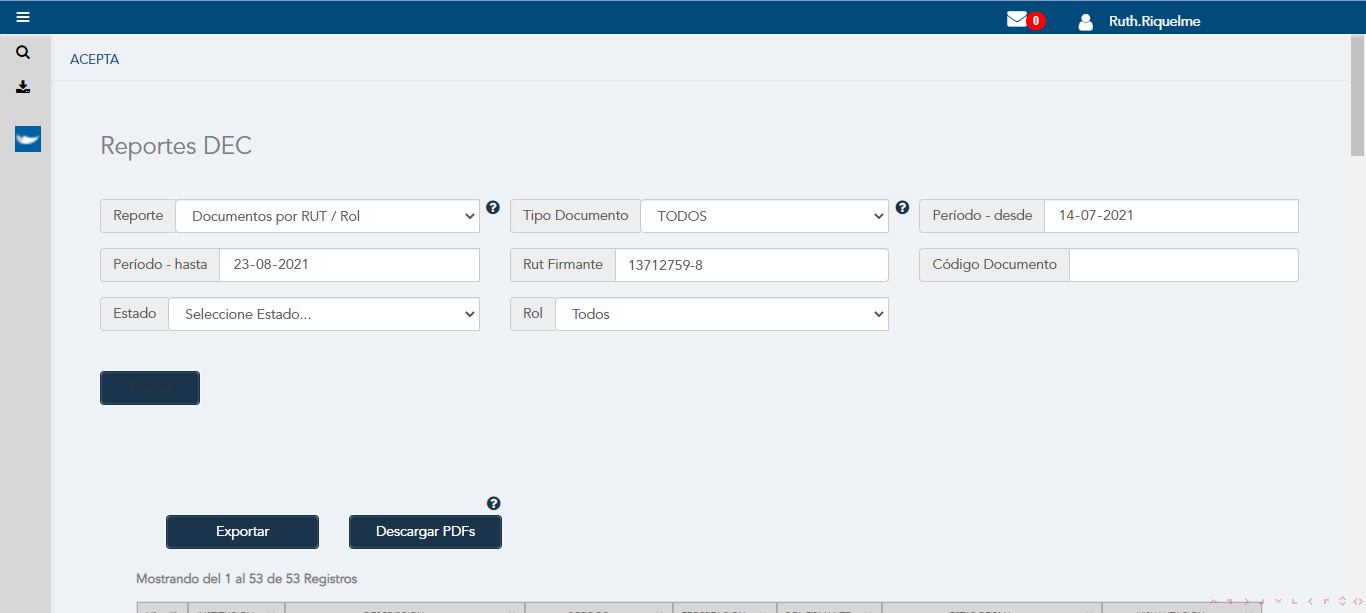 0
Ruth.Riquelme
ACEPTA
Reportes DEC
Reporte Documentos por RUT / Rol
Tipo Documento TODOS
Período - desde 14-07-2021
Período - hasta 23-08-2021
Rut Firmante 13712759-8
Código Documento
Estado Seleccione Estado...
Rol Todos
Exportar
Descargar PDFs
Mostrando del 1 al 53 de 53 Registros